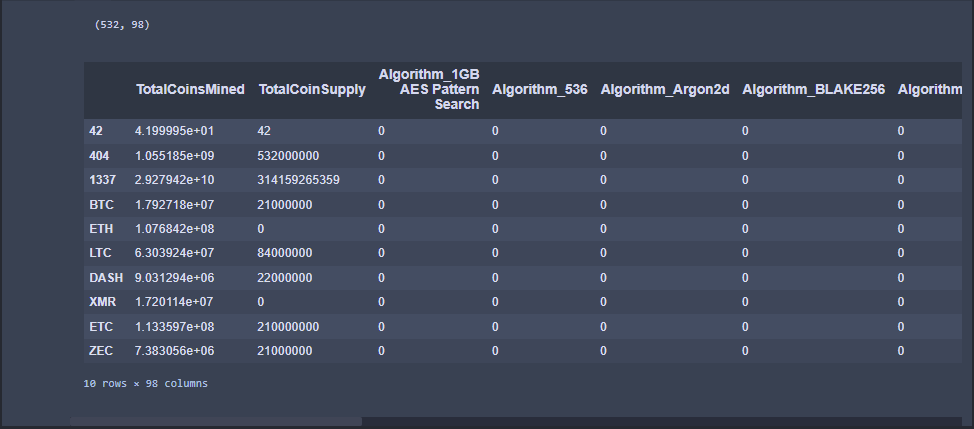 (532, 98)
TotalCoinsMined TotalCoinSupply Algorithm_1GB AES Pattern Search Algorithm_536 Algorithm_Argon2d Algorithm_BLAKE256 Algorithm
42 4.199995e+01 42 0 0 0 0 0
404 1.055185e+09 532000000 0 0 0 0 0
1337 2.927942e+10 314159265359 0 0 0 0 0
BTC 1.792718e+07 21000000 0 0 0 0 0
ETH 1.076842e+08 0 0 0 0 0 0
LTC 6.303924e+07 84000000 0 0 0 0 0
DASH 9.031294e+06 22000000 0 0 0 0 0
XMR 1.720114e+07 0 0 0 0 0 0
ETC 1.133597e+08 210000000 0 0 0 0 0
ZEC 7.383056e+06 21000000 0 0 0 0 0
10 rows × 98 columns